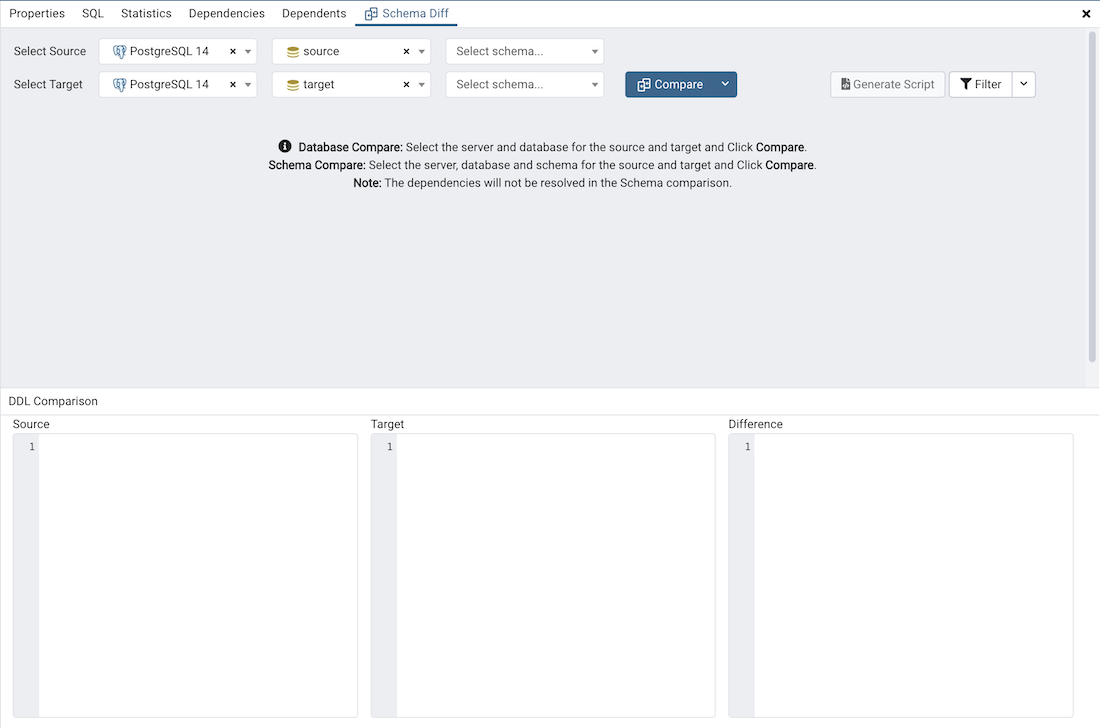 Properties SQL Statistics Dependencies Dependents Schema Diff
Select Source PostgreSQL 14 source Select schema...
Select Target PostgreSQL 14 target Select schema... Compare Generate Script Filter
Database Compare: Select the server and database for the source and target and Click Compare.
Schema Compare: Select the server, database and schema for the source and target and Click Compare.
Note: The dependencies will not be resolved in the Schema comparison.
DDL Comparison
Source Target Difference
1 1 1